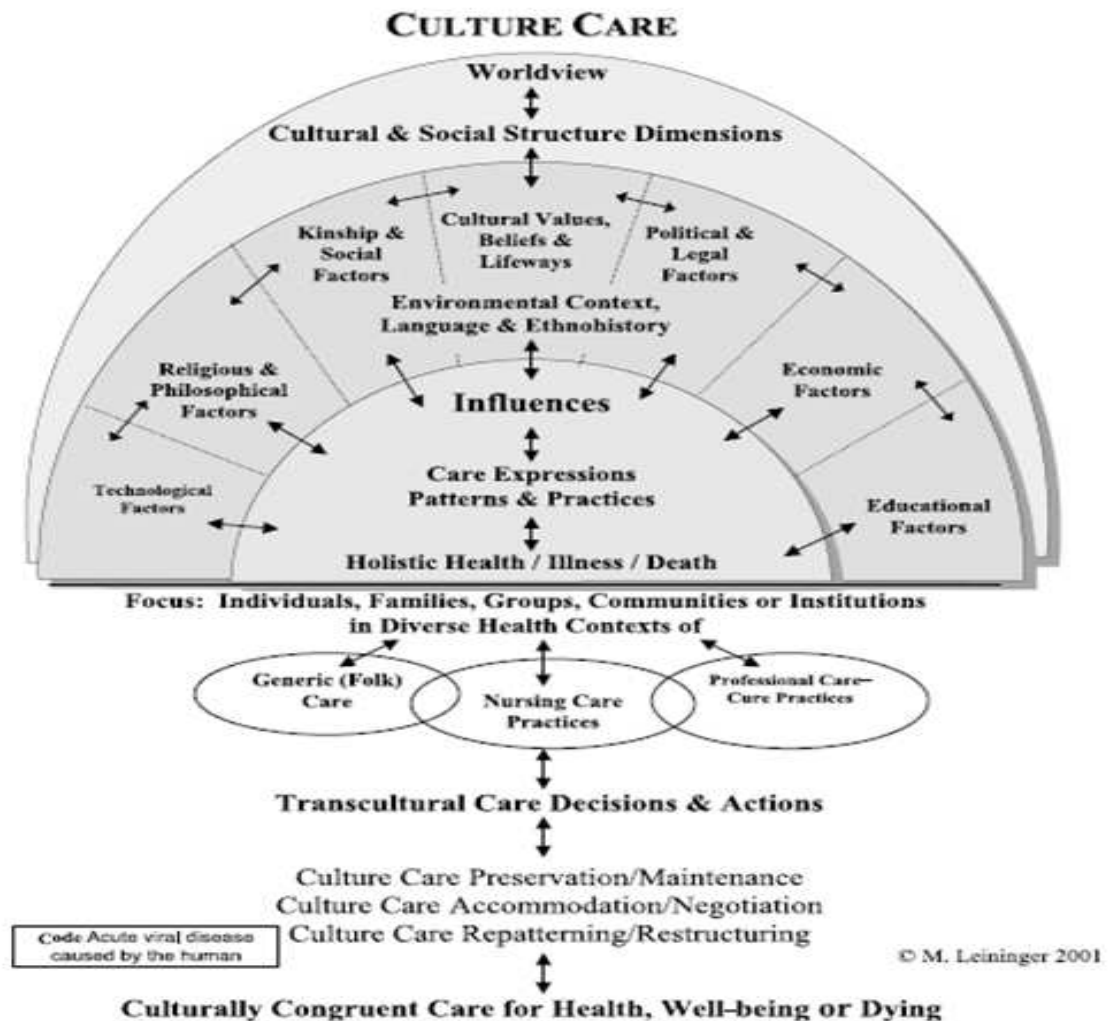 CULTURE CARE
Worldview
Cultural & Social Structure Dimensions
Kinship &
Social
Factors
Cultural Values,
Beliefs &
Lifeways
Political &
Legal
Factors
Environmental Context,
Language & Ethnohistory
Religious &
Philosophical
Factors
Economic
Factors
Technological
Factors
Educational
Factors
Influences
Care Expressions
Patterns & Practices
Holistic Health / Illness / Death
Focus: Individuals, Families, Groups, Communities or Institutions
in Diverse Health Contexts of
Generic (Folk)
Care
Nursing Care
Practices
Professional Care–
Cure Practices
Transcultural Care Decisions & Actions
Culture Care Preservation/Maintenance
Culture Care Accommodation/Negotiation
Culture Care Repatterning/Restructuring
Code Acute viral disease
caused by the human
© M. Leininger 2001
Culturally Congruent Care for Health, Well-being or Dying